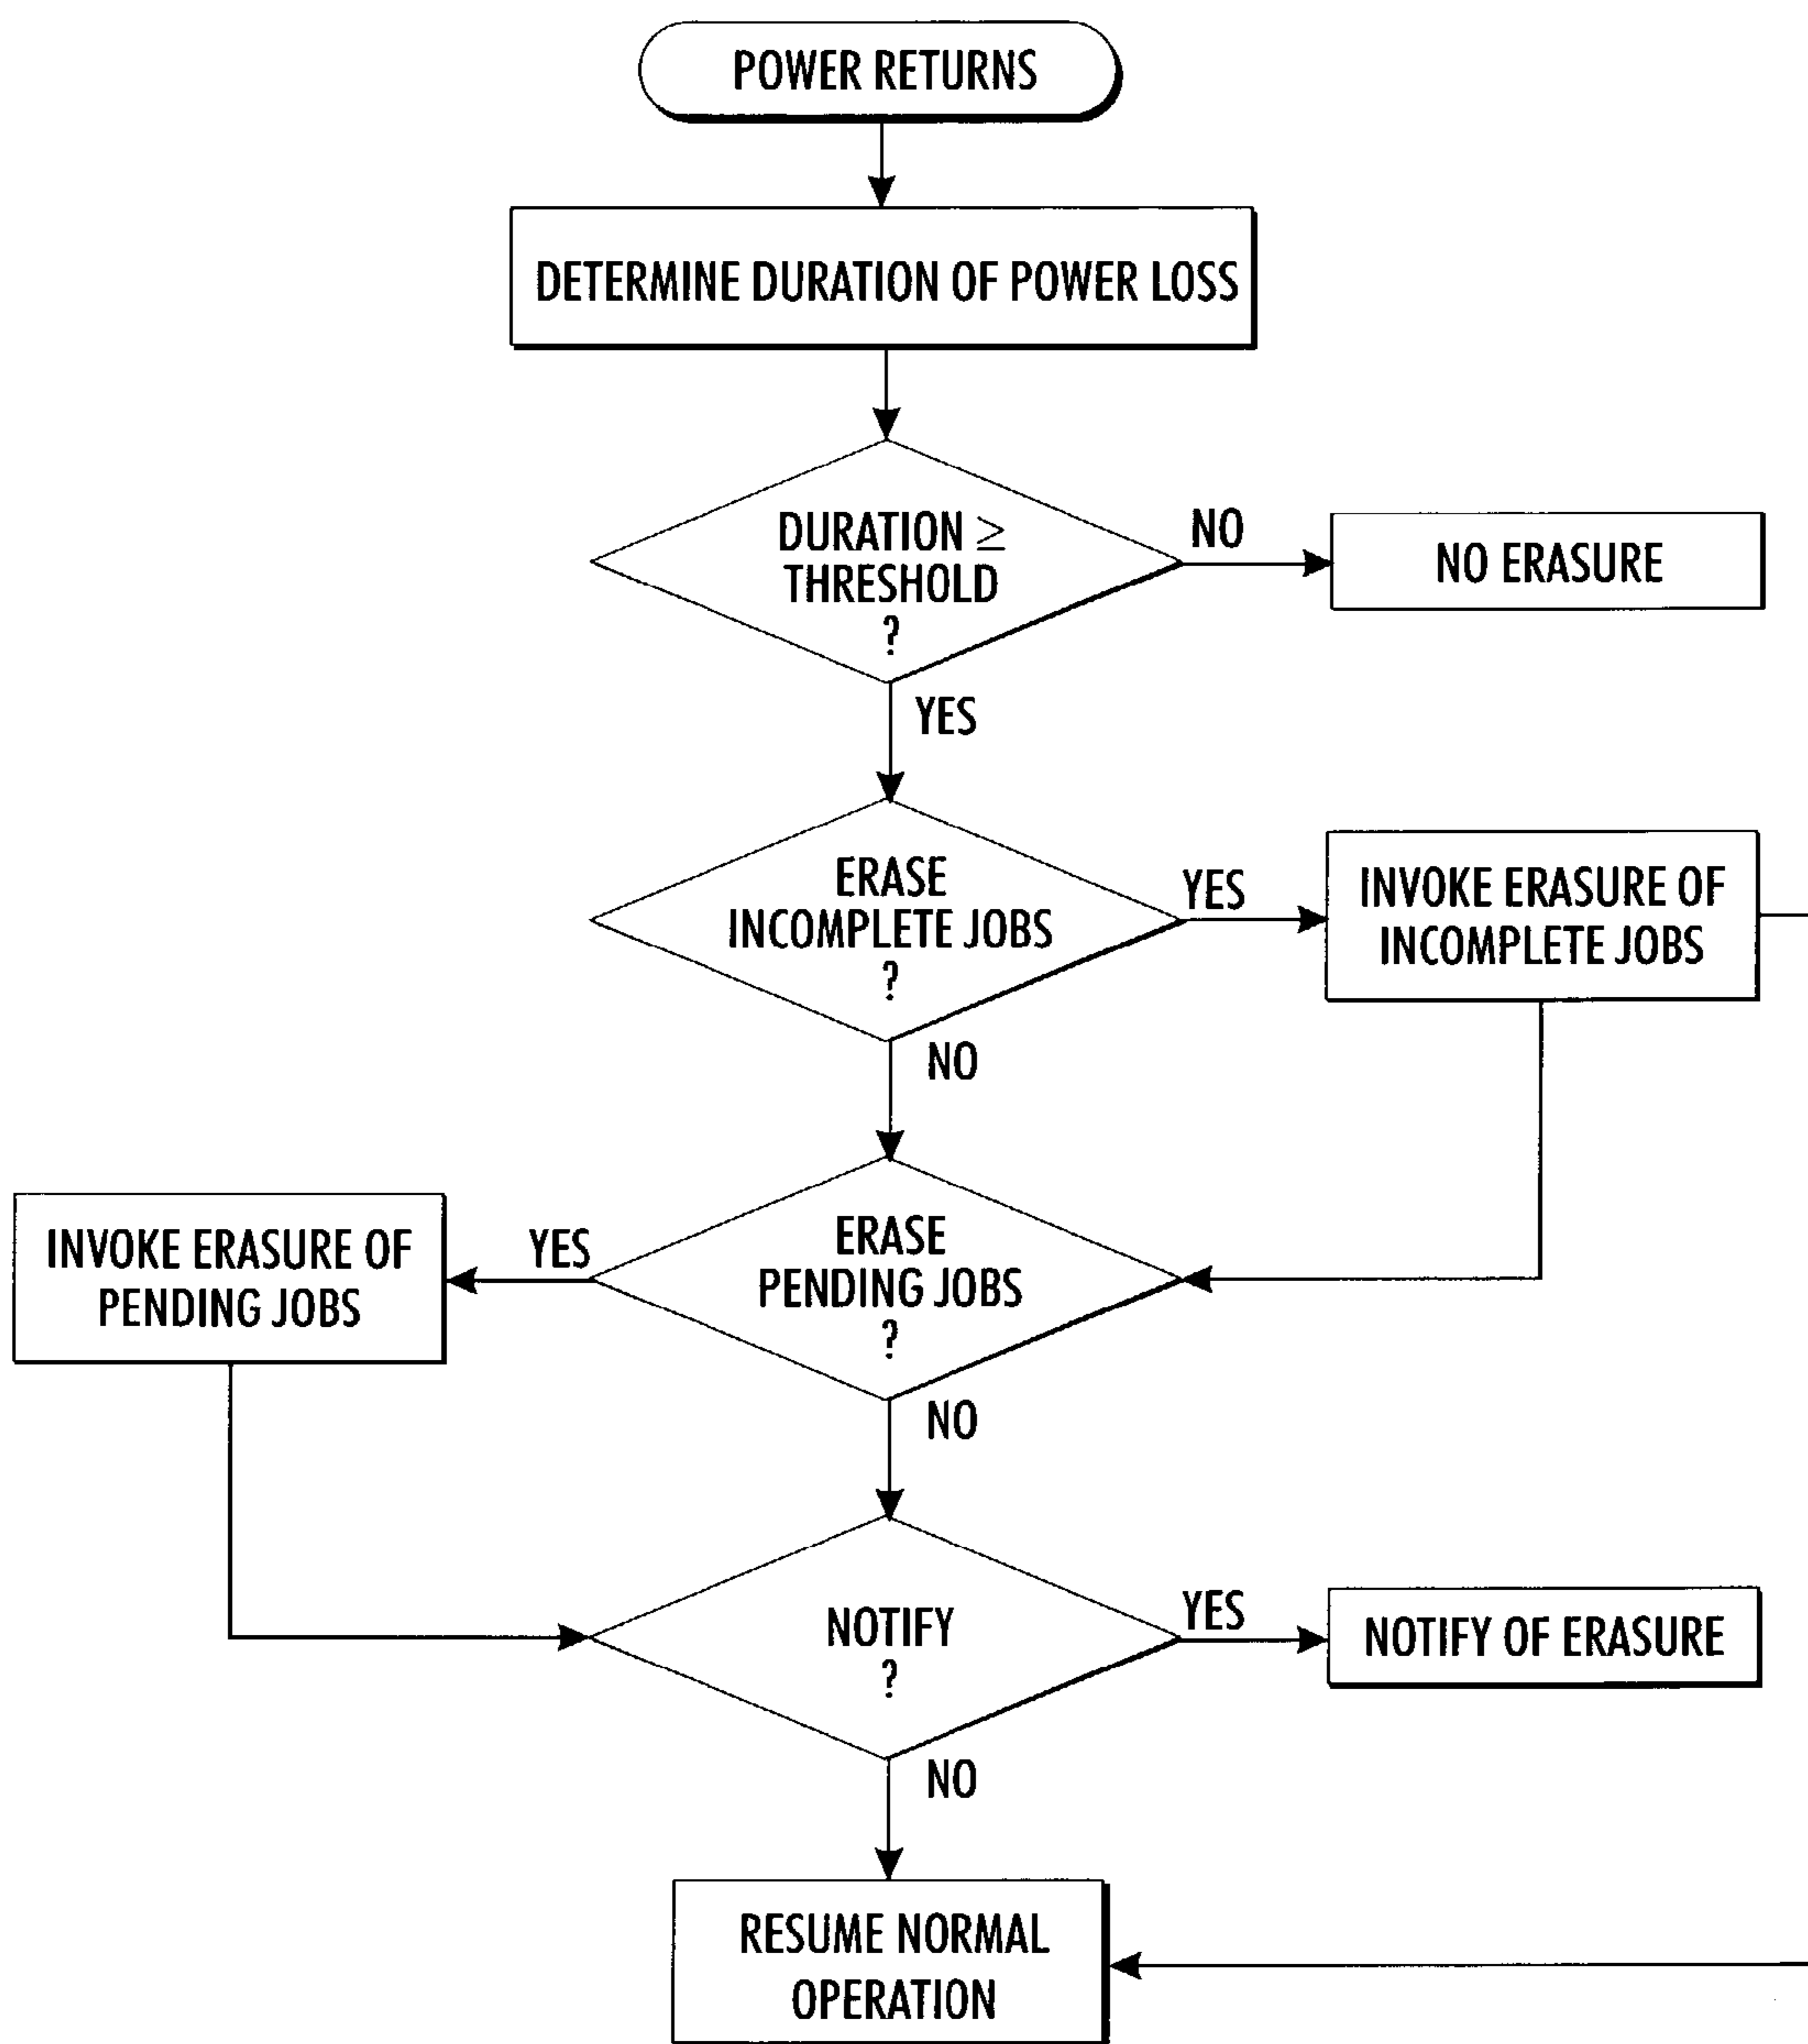 POWER RETURNS
DETERMINE DURATION OF POWER LOSS
DURATION ≥
THRESHOLD
?
NO
NO ERASURE
YES
ERASE
INCOMPLETE JOBS
?
YES
INVOKE ERASURE OF
INCOMPLETE JOBS
NO
INVOKE ERASURE OF
PENDING JOBS
YES
ERASE
PENDING JOBS
?
NO
NOTIFY
?
YES
NOTIFY OF ERASURE
NO
RESUME NORMAL
OPERATION